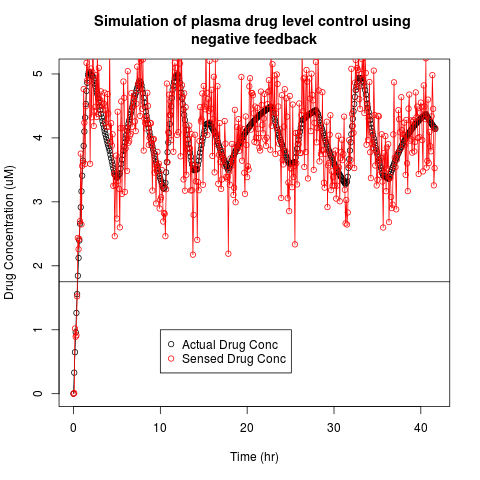 Simulation of plasma drug level control using
negative feedback
Drug Concentration (uM)
5
4
3
2
1
0
Actual Drug Conc
Sensed Drug Conc
0 10 20 30 40
Time (hr)